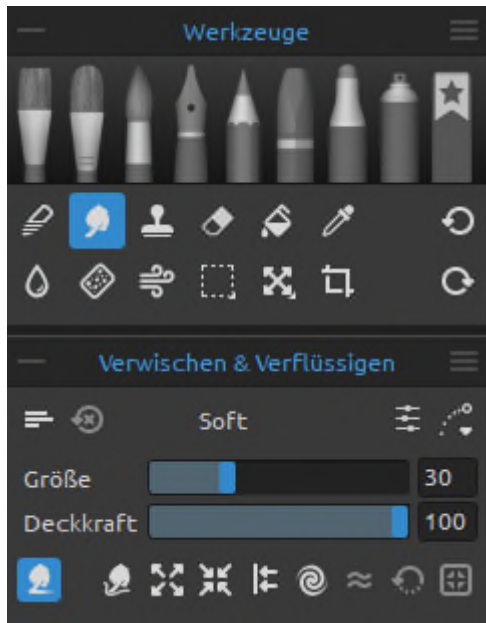 Werkzeuge
Verwischen & Verflüssigen
Soft
Größe 30
Deckkraft 100